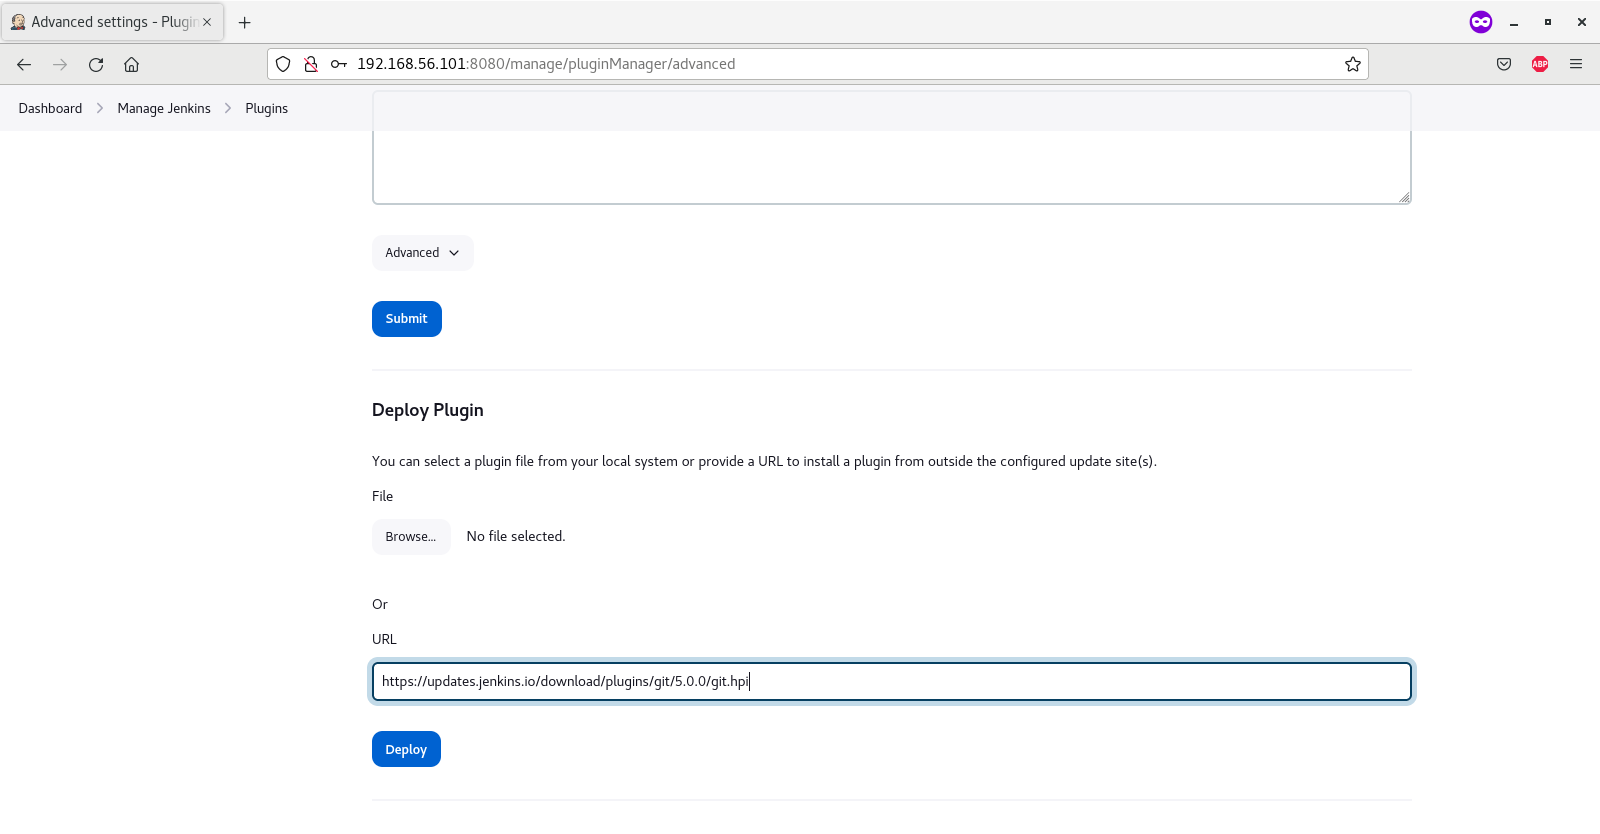 Advanced settings - Plugin
192.168.56.101:8080/manage/pluginManager/advanced
ABP
Dashboard
Manage Jenkins
Plugins
Advanced
Submit
Deploy Plugin
You can select a plugin file from your local system or provide a URL to install a plugin from outside the configured update site(s).
File
Browse...
No file selected.
Or
URL
https://updates.jenkins.io/download/plugins/git/5.0.0/git.hpi
Deploy